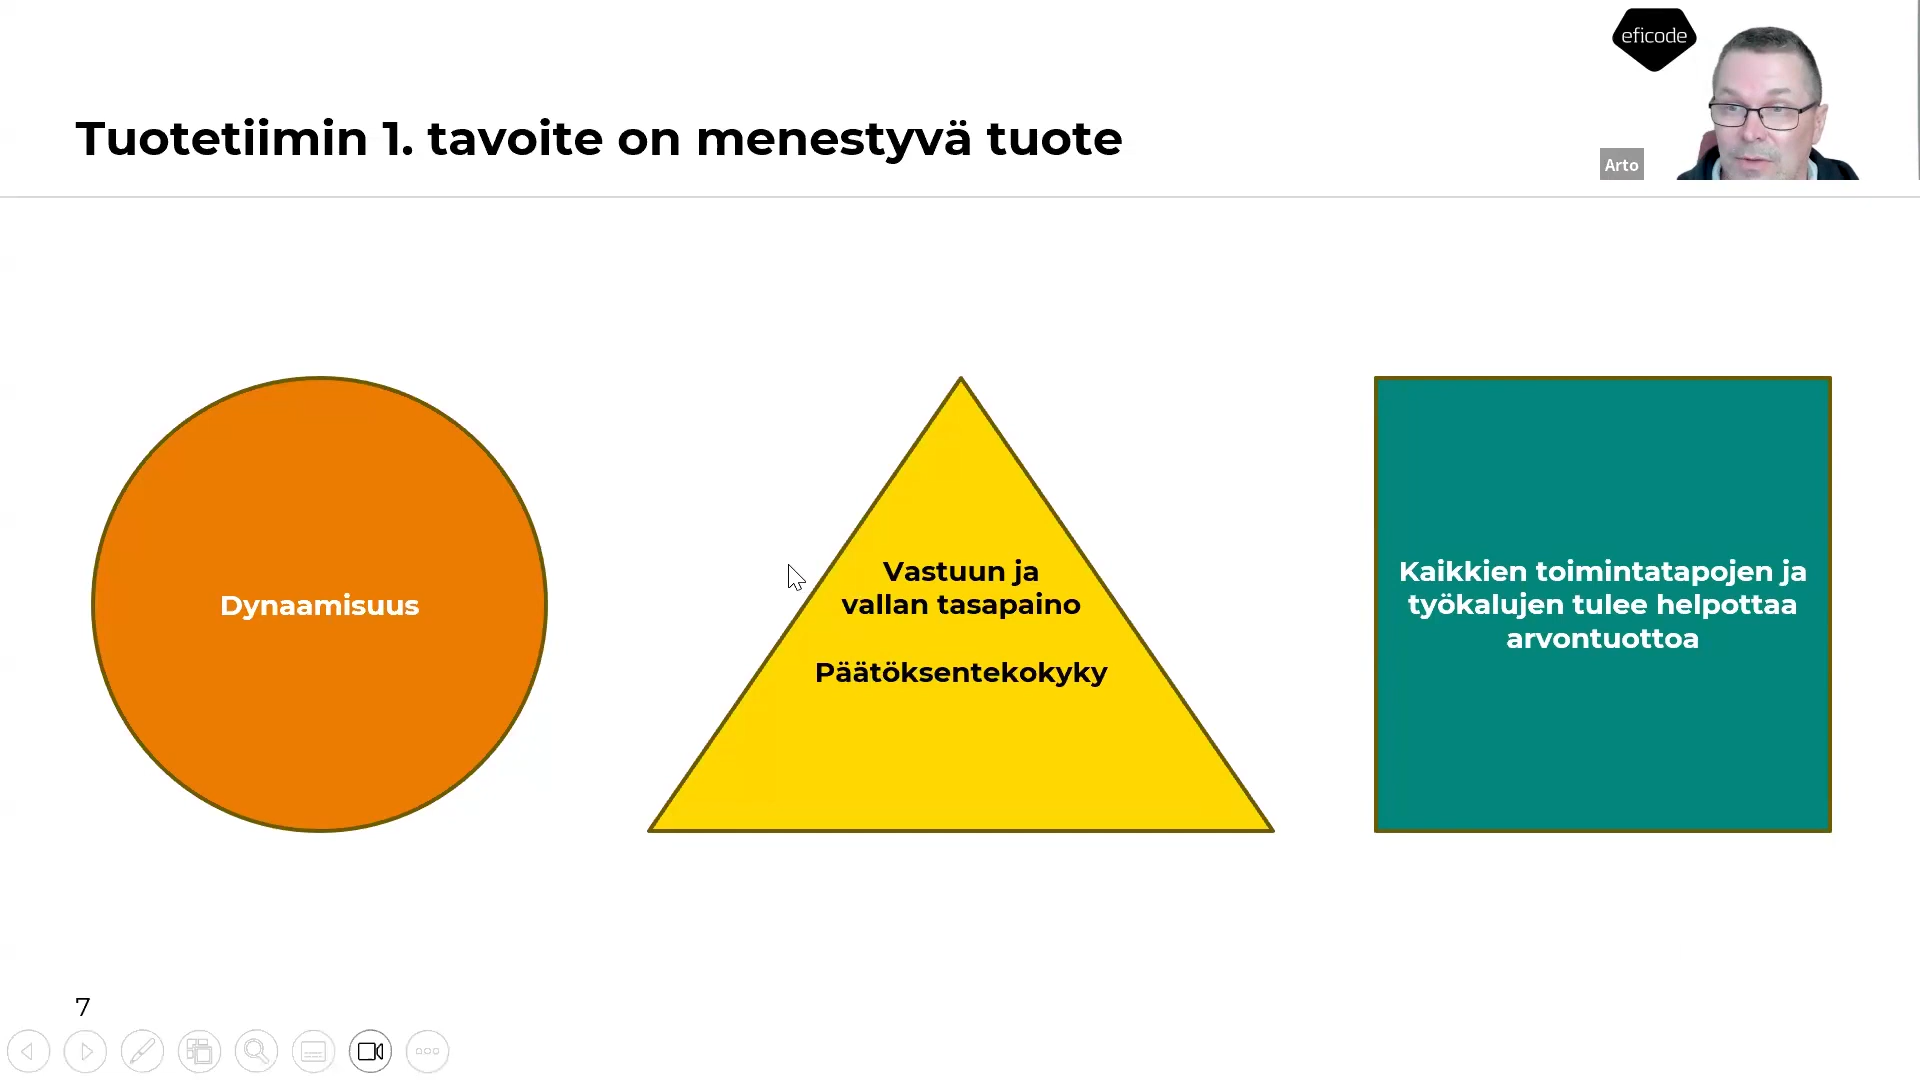 eficode
Tuotetiimin 1. tavoite on menestyvä tuote
Arto
Dynaamisuus
Vastuun ja
vallan tasapaino
Päätöksentekokyky
Kaikkien toimintatapojen ja
työkalujen tulee helpottaa
arvontuottoa
7